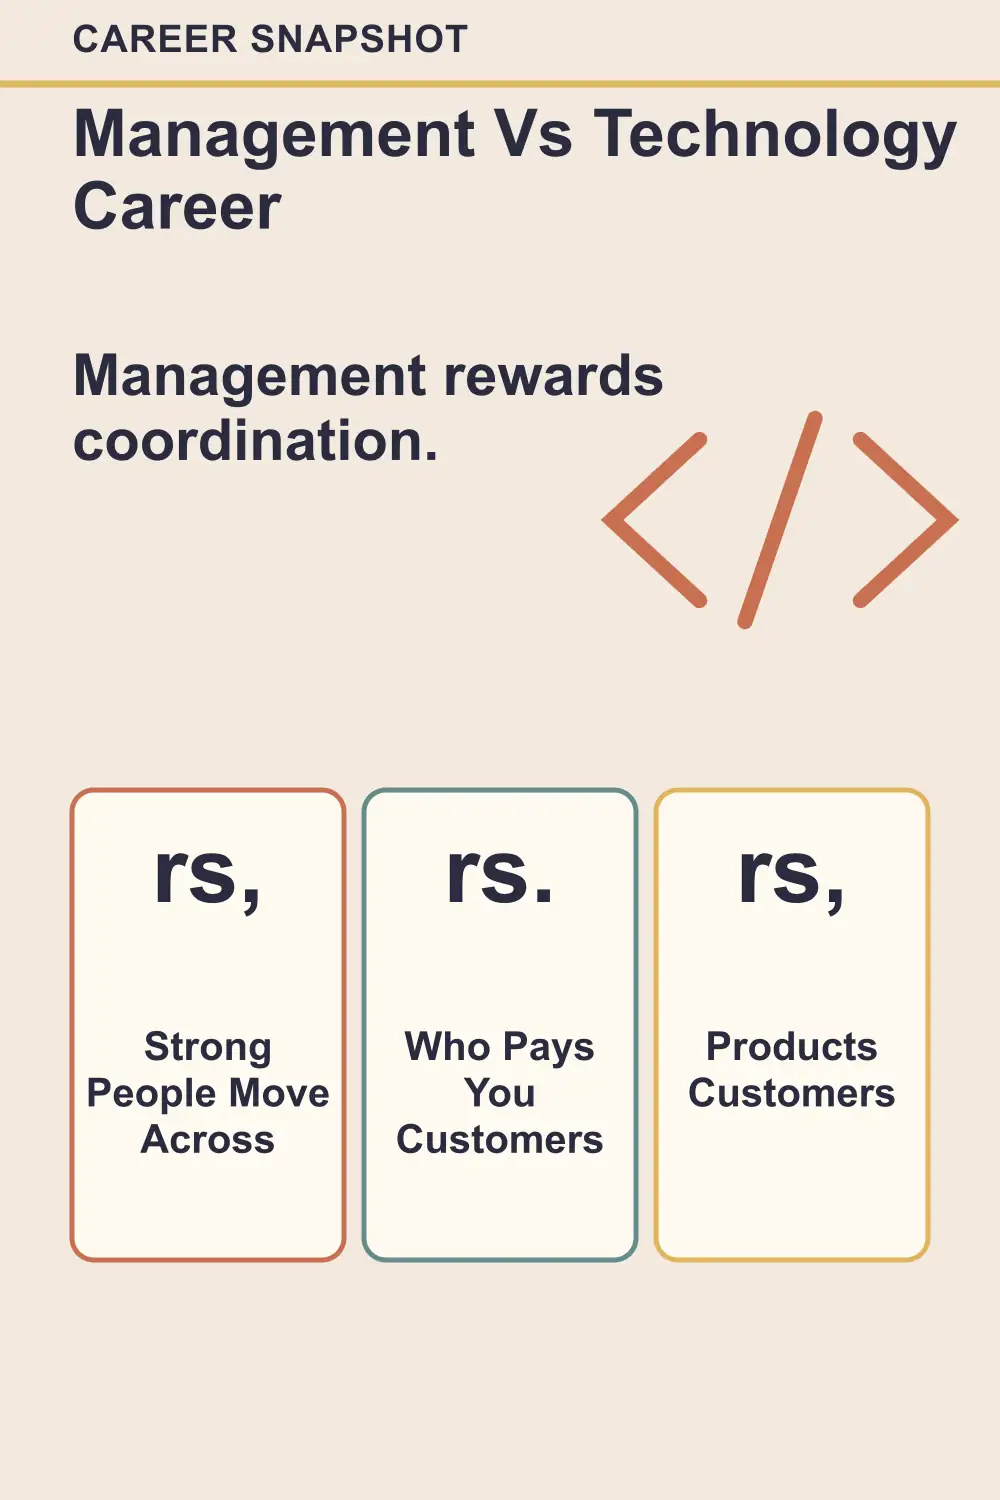 CAREER SNAPSHOT
Management Vs Technology
Career
Management rewards
coordination.
</>
rs,
Strong
People Move
Across
rs.
Who Pays
You
Customers
rs,
Products
Customers